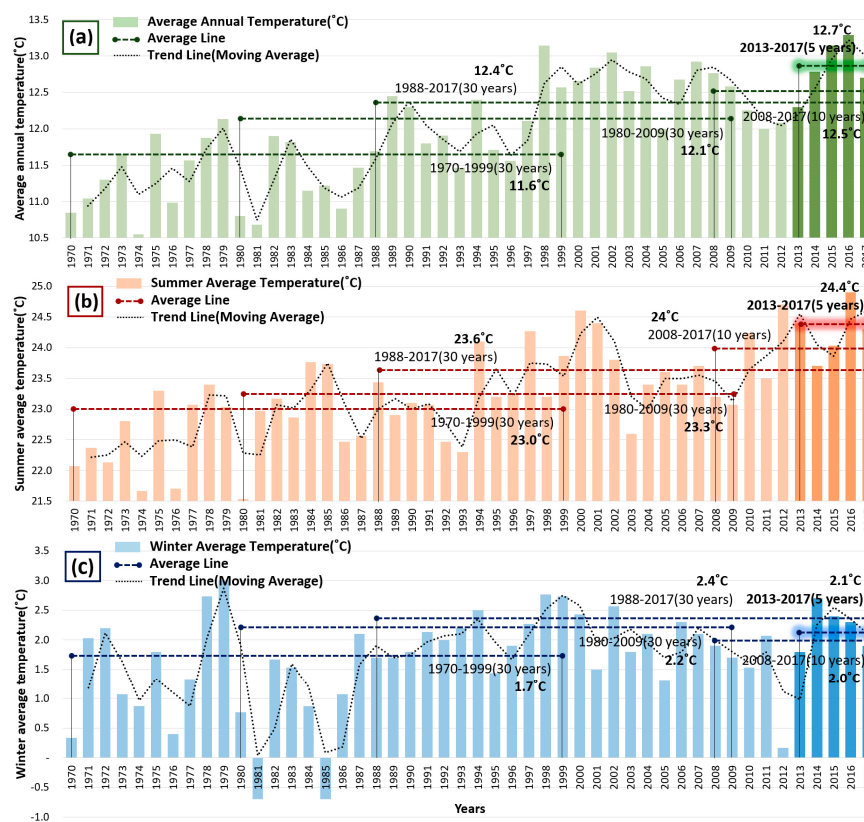 (a)
Average Annual Temperature(˚C)
Average Line
Trend Line(Moving Average)
Average annual temperature(˚C)
13.5
13.0
12.5
12.0
11.5
11.0
10.5
12.4˚C
1988-2017(30 years)
12.7˚C
2013-2017(5 years)
2008-2017(10 years)
12.5˚C
1980-2009(30 years)
12.1˚C
1970-1999(30 years)
11.6˚C
1970 1971 1972 1973 1974 1975 1976 1977 1978 1979 1980 1981 1982 1983 1984 1985 1986 1987 1988 1989 1990 1991 1992 1993 1994 1995 1996 1997 1998 1999 2000 2001 2002 2003 2004 2005 2006 2007 2008 2009 2010 2011 2012 2013 2014 2015 2016
(b)
Summer Average Temperature(˚C)
Average Line
Trend Line(Moving Average)
Summer average temperature(˚C)
25.0
24.5
24.0
23.5
23.0
22.5
22.0
21.5
23.6˚C
1988-2017(30 years)
24˚C
2008-2017(10 years)
24.4˚C
2013-2017(5 years)
1970-1999(30 years)
23.0˚C
1980-2009(30 years)
23.3˚C
1970 1971 1972 1973 1974 1975 1976 1977 1978 1979 1980 1981 1982 1983 1984 1985 1986 1987 1988 1989 1990 1991 1992 1993 1994 1995 1996 1997 1998 1999 2000 2001 2002 2003 2004 2005 2006 2007 2008 2009 2010 2011 2012 2013 2014 2015 2016
(c)
Winter Average Temperature(˚C)
Average Line
Trend Line(Moving Average)
Winter average temperature(˚C)
3.5
3.0
2.5
2.0
1.5
1.0
0.5
-
-0.5
-1.0
2.4˚C
1988-2017(30 years)
2.1˚C
2013-2017(5 years)
1980-2009(30 years)
2.2˚C
2008-2017(10 years)
2.0˚C
1970-1999(30 years)
1.7˚C
1970 1971 1972 1973 1974 1975 1976 1977 1978 1979 1980 1981 1982 1983 1984 1985 1986 1987 1988 1989 1990 1991 1992 1993 1994 1995 1996 1997 1998 1999 2000 2001 2002 2003 2004 2005 2006 2007 2008 2009 2010 2011 2012 2013 2014 2015 2016
Years